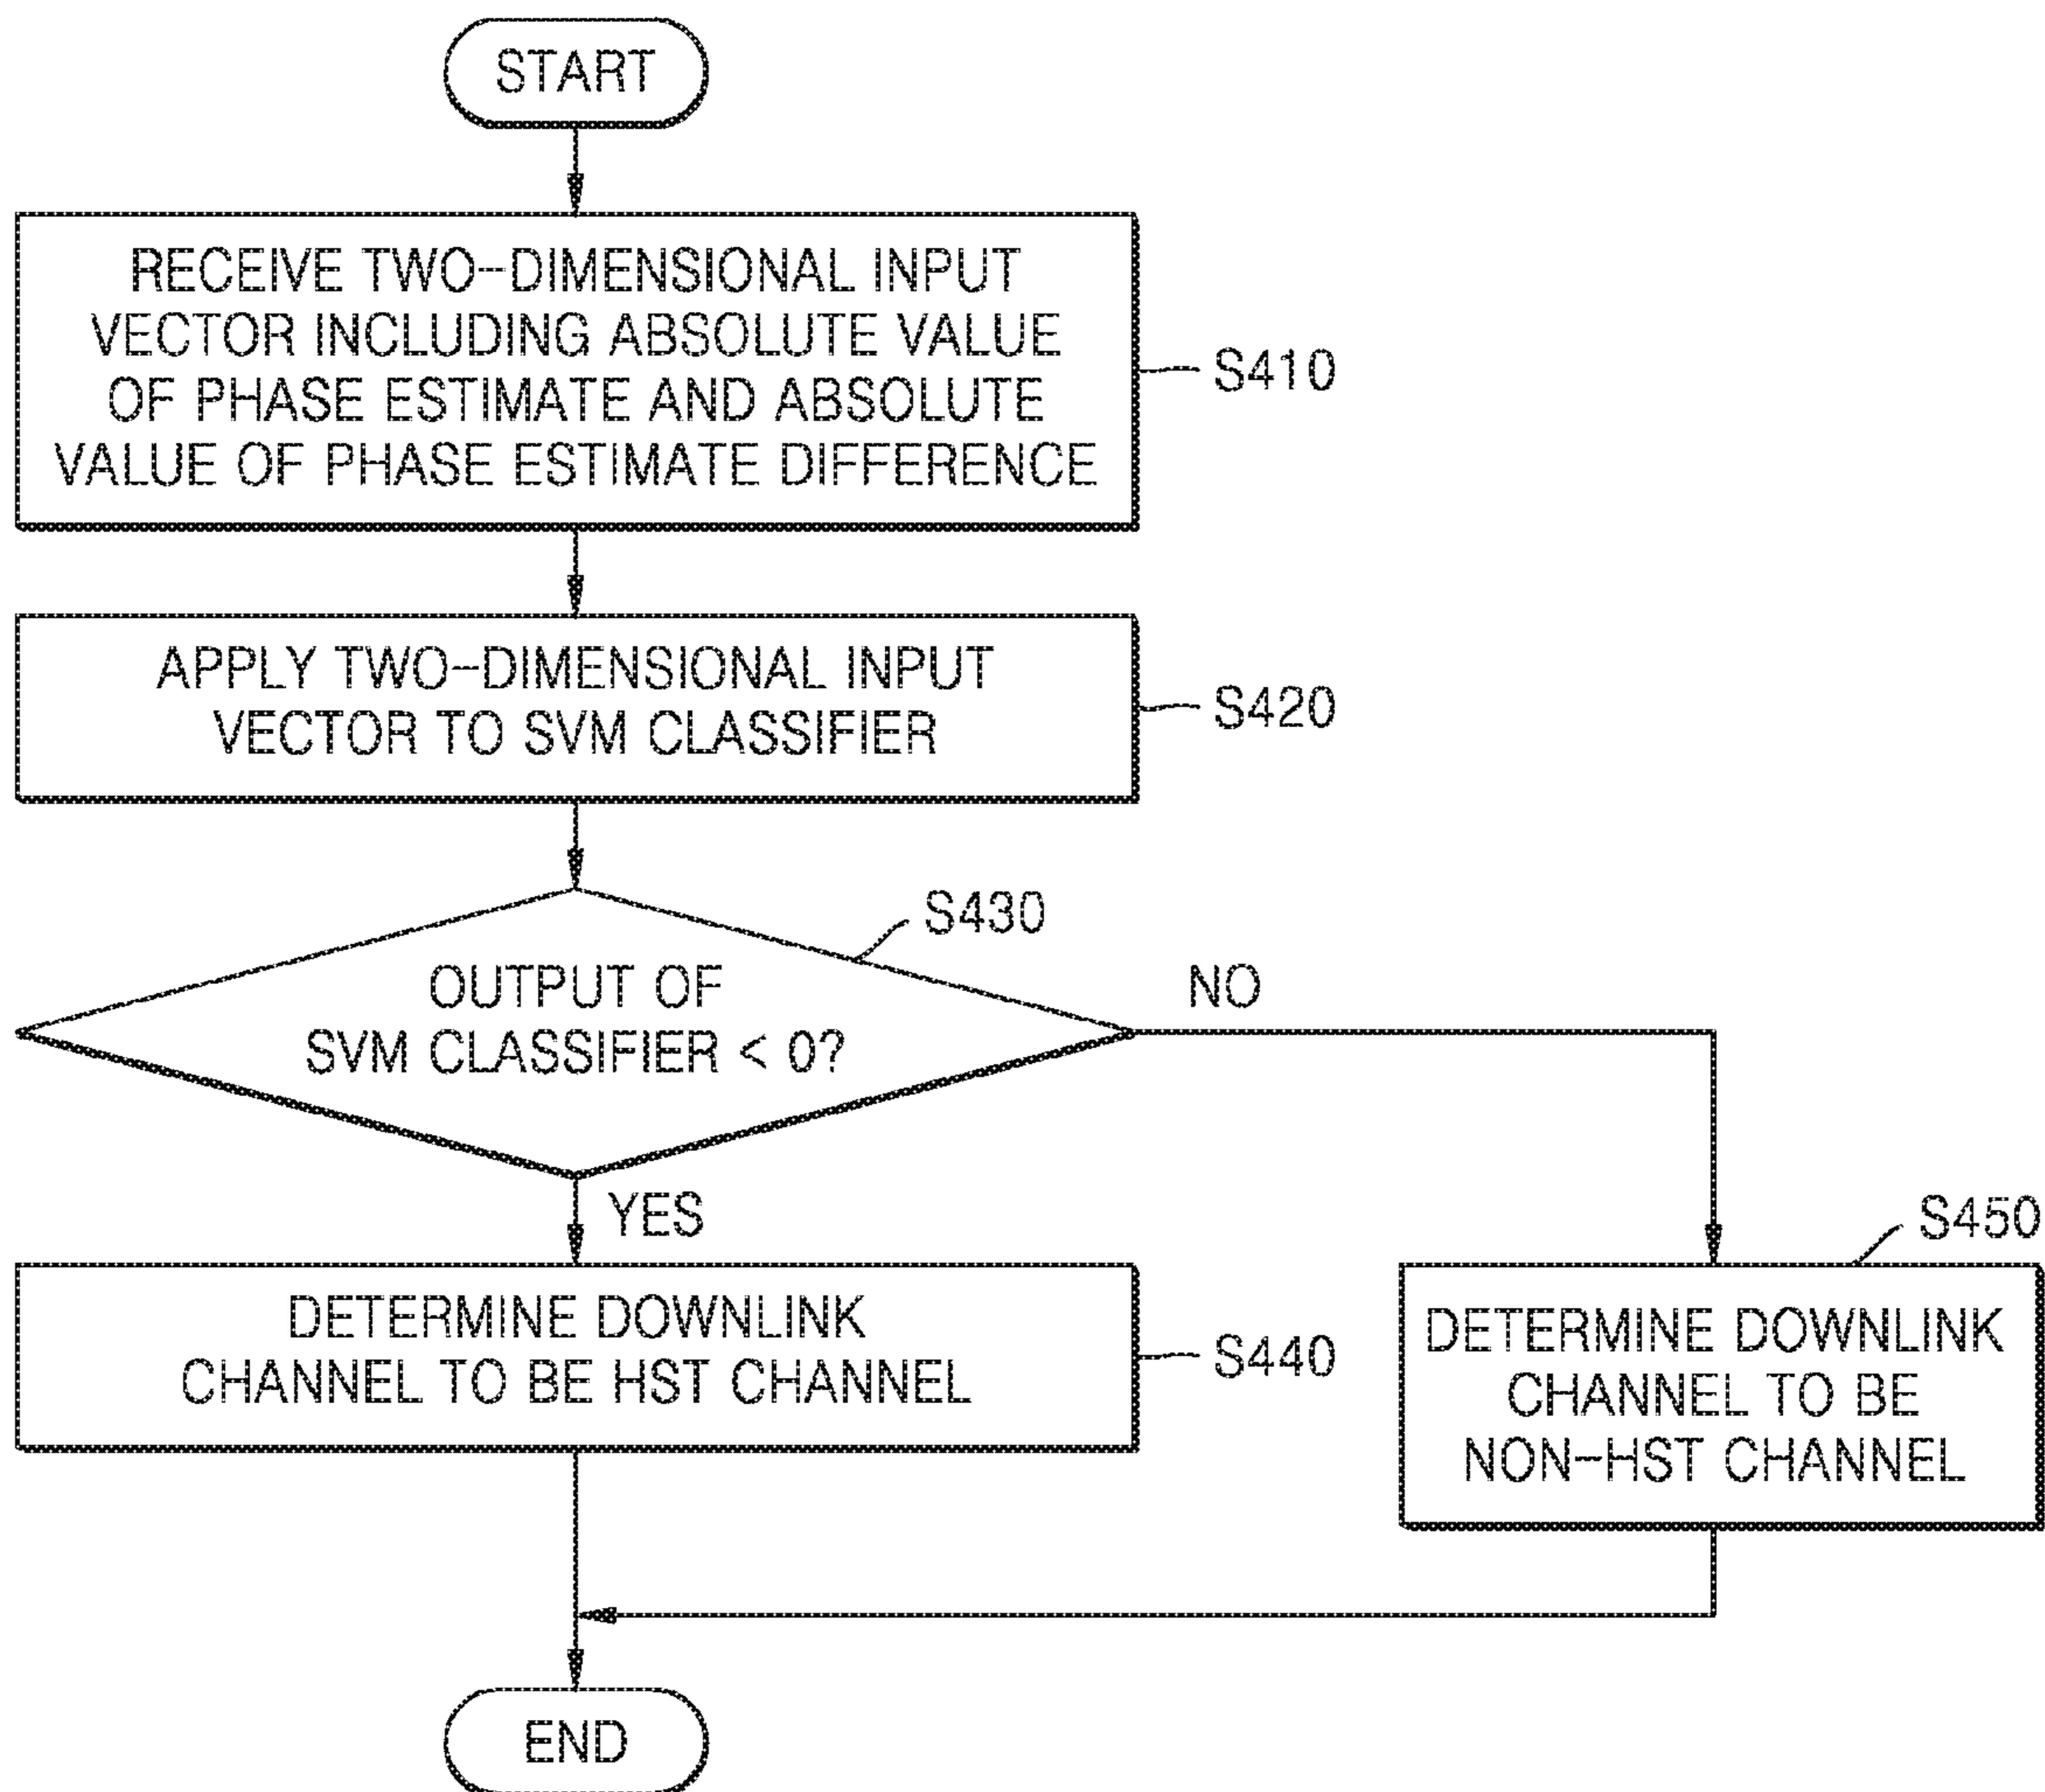 START
RECEIVE TWO-DIMENSIONAL INPUT
VECTOR INCLUDING ABSOLUTE VALUE
OF PHASE ESTIMATE AND ABSOLUTE
VALUE OF PHASE ESTIMATE DIFFERENCE
S410
APPLY TWO-DIMENSIONAL INPUT
VECTOR TO SVM CLASSIFIER
S420
S430
OUTPUT OF
SVM CLASSIFIER < 0?
NO
YES
DETERMINE DOWNLINK
CHANNEL TO BE HST CHANNEL
S440
S450
DETERMINE DOWNLINK
CHANNEL TO BE
NON-HST CHANNEL
END